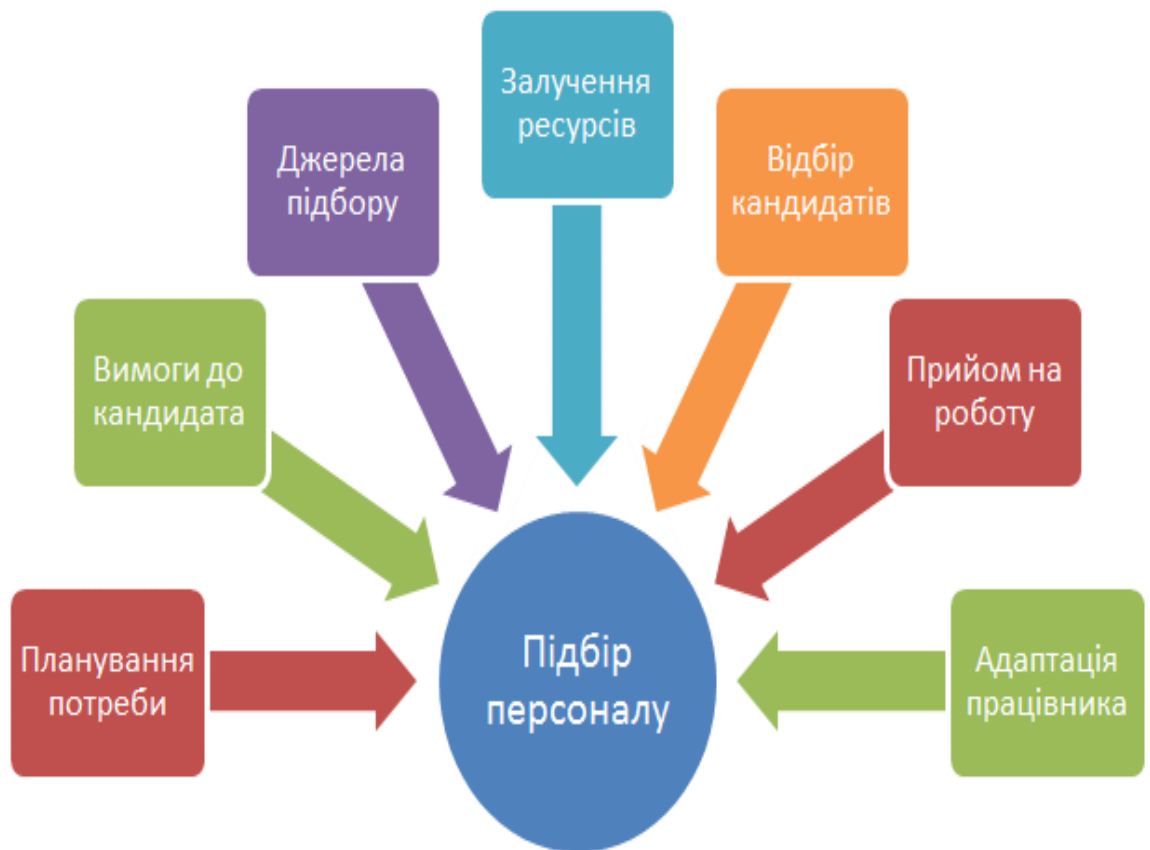 Залучення
ресурсів
Джерела
підбору
Відбір
кандидатів
Вимоги до
кандидата
Прийом на
роботу
Планування
потреби
Підбір
персоналу
Адаптація
працівника